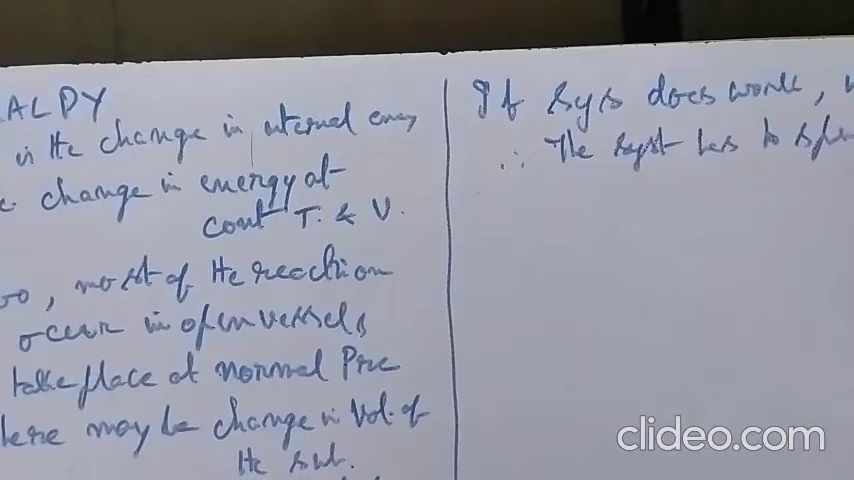 ALPY
is the change in internal ener
change in energy at
const T. & V.
most of the reaction
occur in open vessels
take place at normal Pre
there may be change in Vol. of
the sub.
If sys does work,
∴ The syst has to spe
clideo.com